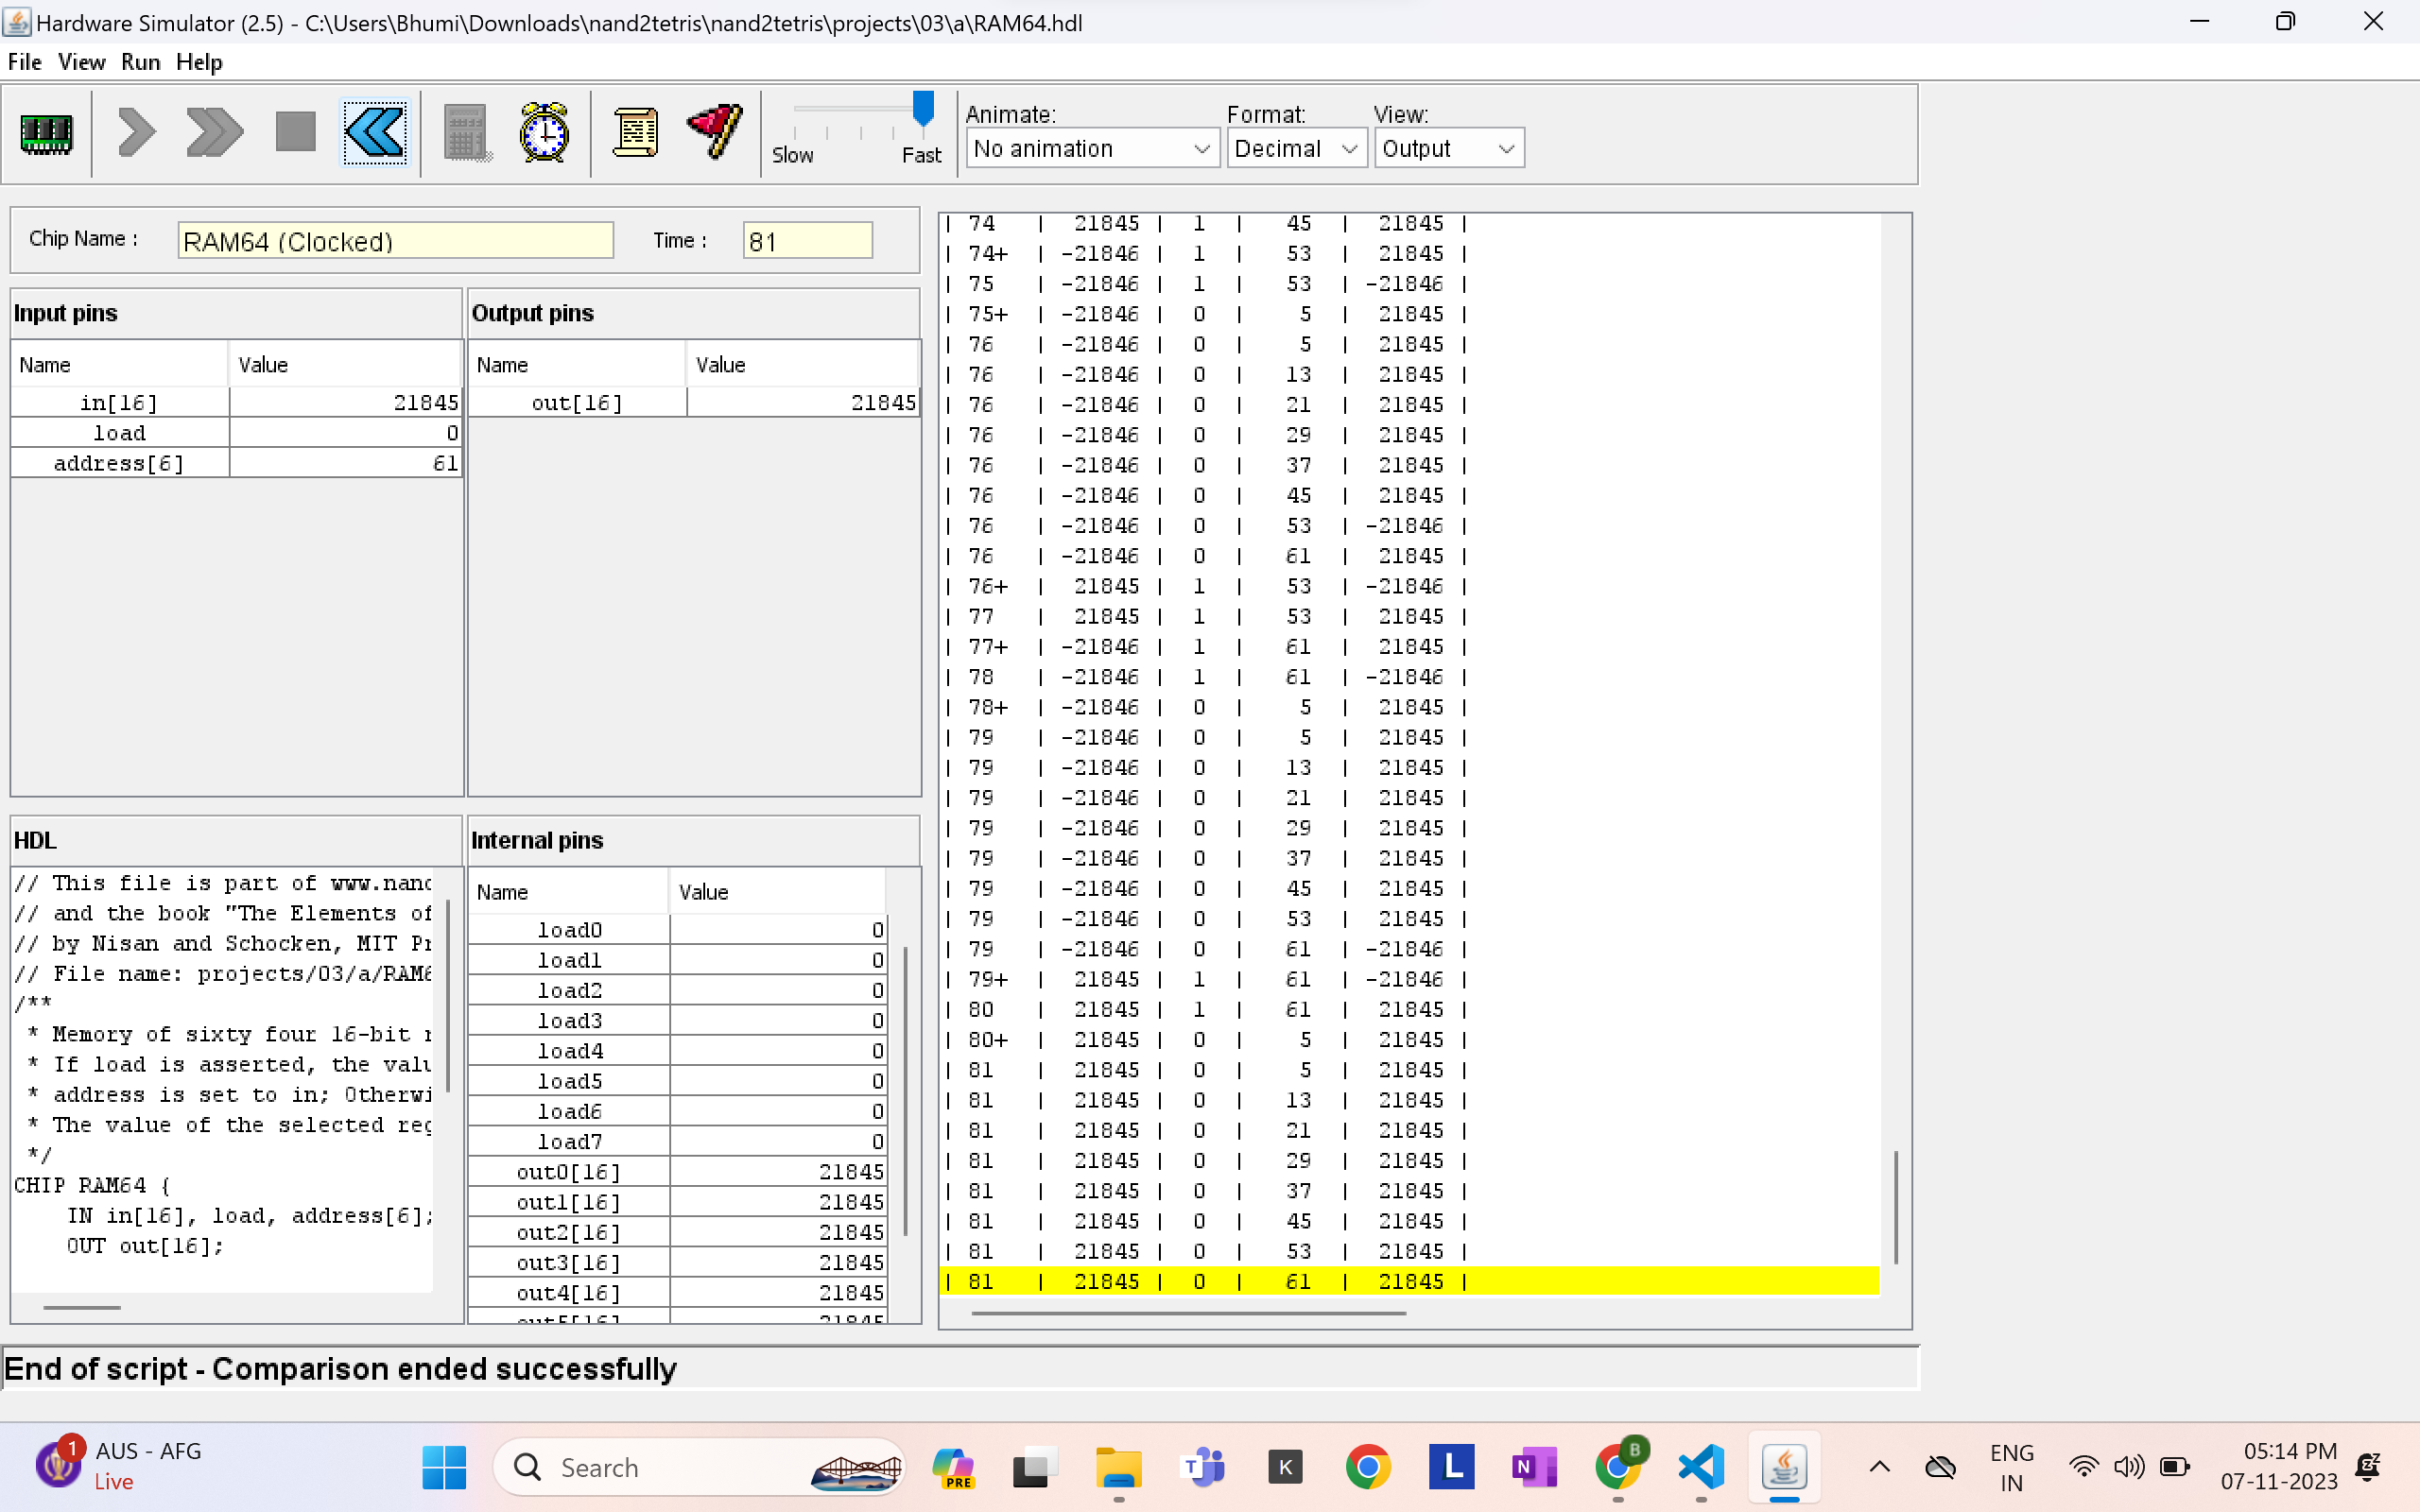 Hardware Simulator (2.5) - C:\Users\Bhumi\Downloads\nand2tetris\nand2tetris\projects\03\a\RAM64.hdl
File View Run Help
Slow Fast
Animate: Format: View:
No animation Decimal Output
Chip Name : RAM64 (Clocked) Time : 81
Input pins
Name Value
in[16] 21845
load 0
address[6] 61
Output pins
Name Value
out[16] 21845
HDL
// This file is part of www.nand
// and the book "The Elements of
// by Nisan and Schocken, MIT Pr
// File name: projects/03/a/RAM6
/**
* Memory of sixty four 16-bit r
* If load is asserted, the valu
* address is set to in; Otherwi
* The value of the selected reg
*/
CHIP RAM64 {
IN in[16], load, address[6];
OUT out[16];
Internal pins
Name Value
load0 0
load1 0
load2 0
load3 0
load4 0
load5 0
load6 0
load7 0
out0[16] 21845
out1[16] 21845
out2[16] 21845
out3[16] 21845
out4[16] 21845
out5[16] 21845
| 74 | 21845 | 1 | 45 | 21845 |
| 74+ | -21846 | 1 | 53 | 21845 |
| 75 | -21846 | 1 | 53 | -21846 |
| 75+ | -21846 | 0 | 5 | 21845 |
| 76 | -21846 | 0 | 5 | 21845 |
| 76 | -21846 | 0 | 13 | 21845 |
| 76 | -21846 | 0 | 21 | 21845 |
| 76 | -21846 | 0 | 29 | 21845 |
| 76 | -21846 | 0 | 37 | 21845 |
| 76 | -21846 | 0 | 45 | 21845 |
| 76 | -21846 | 0 | 53 | -21846 |
| 76 | -21846 | 0 | 61 | 21845 |
| 76+ | 21845 | 1 | 53 | -21846 |
| 77 | 21845 | 1 | 53 | 21845 |
| 77+ | -21846 | 1 | 61 | 21845 |
| 78 | -21846 | 1 | 61 | -21846 |
| 78+ | -21846 | 0 | 5 | 21845 |
| 79 | -21846 | 0 | 5 | 21845 |
| 79 | -21846 | 0 | 13 | 21845 |
| 79 | -21846 | 0 | 21 | 21845 |
| 79 | -21846 | 0 | 29 | 21845 |
| 79 | -21846 | 0 | 37 | 21845 |
| 79 | -21846 | 0 | 45 | 21845 |
| 79 | -21846 | 0 | 53 | 21845 |
| 79 | -21846 | 0 | 61 | -21846 |
| 79+ | 21845 | 1 | 61 | -21846 |
| 80 | 21845 | 1 | 61 | 21845 |
| 80+ | 21845 | 0 | 5 | 21845 |
| 81 | 21845 | 0 | 5 | 21845 |
| 81 | 21845 | 0 | 13 | 21845 |
| 81 | 21845 | 0 | 21 | 21845 |
| 81 | 21845 | 0 | 29 | 21845 |
| 81 | 21845 | 0 | 37 | 21845 |
| 81 | 21845 | 0 | 45 | 21845 |
| 81 | 21845 | 0 | 53 | 21845 |
| 81 | 21845 | 0 | 61 | 21845 |
End of script - Comparison ended successfully
1
AUS - AFG
Live
Search
PRE
T
K
L
N
B
ENG
IN
05:14 PM
07-11-2023